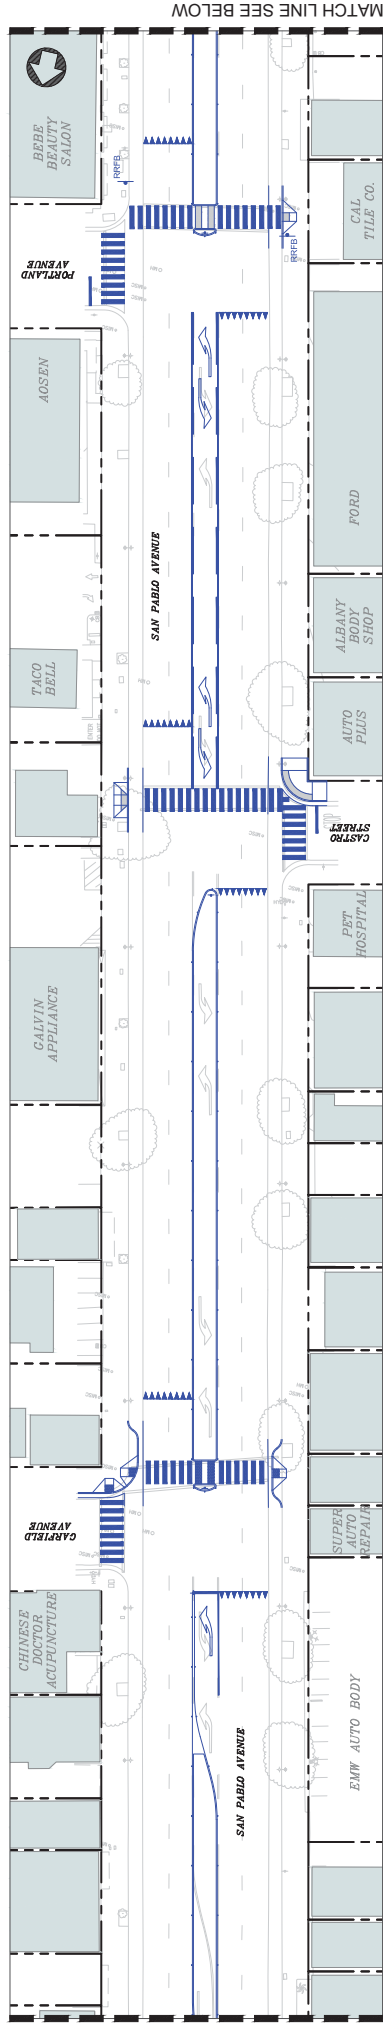 MATCH LINE SEE BELOW
BEBE
BEAUTY
SALON
RRFB
CAL
TILE CO.
RRFB
PORTLAND
AVENUE
AOSEN
FORD
SAN PABLO AVENUE
ALBANY
BODY
SHOP
TACO
BELL
AUTO
PLUS
CASTRO
STREET
PET
HOSPITAL
GALVIN
APPLIANCE
GARFIELD
AVENUE
SUPER
AUTO
REPAIR
CHINESE
DOCTOR
ACUPUNCTURE
EMW AUTO BODY
SAN PABLO AVENUE